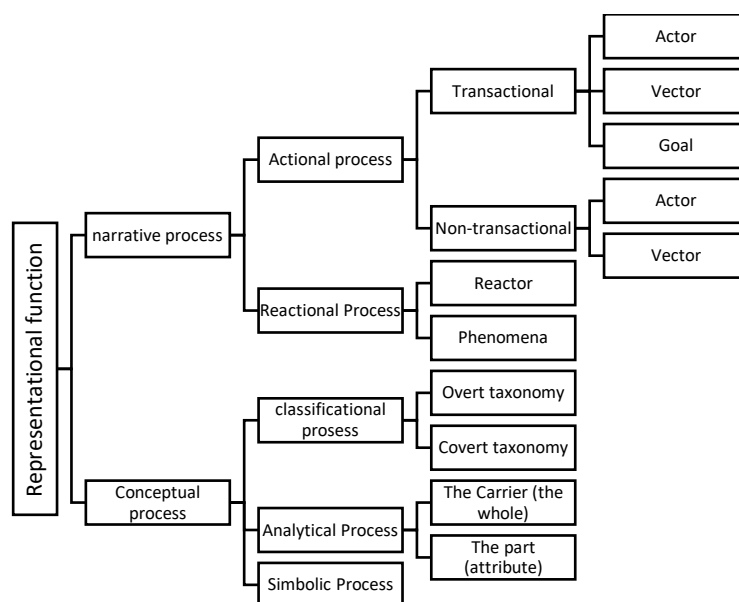 Representational function
narrative process
Actional process
Transactional
Actor
Vector
Goal
Non-transactional
Actor
Vector
Reactional Process
Reactor
Phenomena
Conceptual
process
classificational
prosess
Overt taxonomy
Covert taxonomy
Analytical Process
The Carrier (the
whole)
The part
(attribute)
Simbolic Process